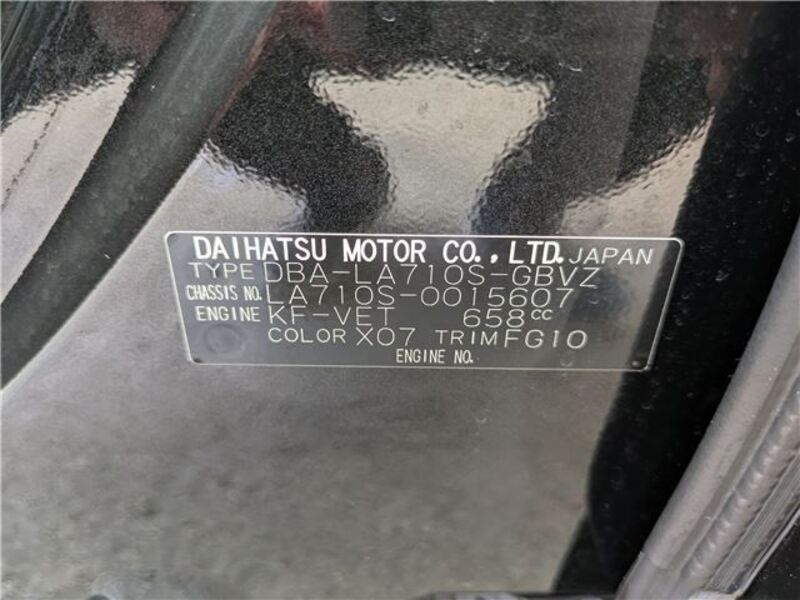 DAIHATSU MOTOR CO., LTD. JAPAN
TYPE DBA-LA710S-GBVZ
CHASSIS NO. LA710S-0015607
ENGINE KF-VET 658cc
COLOR X07 TRIM FG10
ENGINE NO.